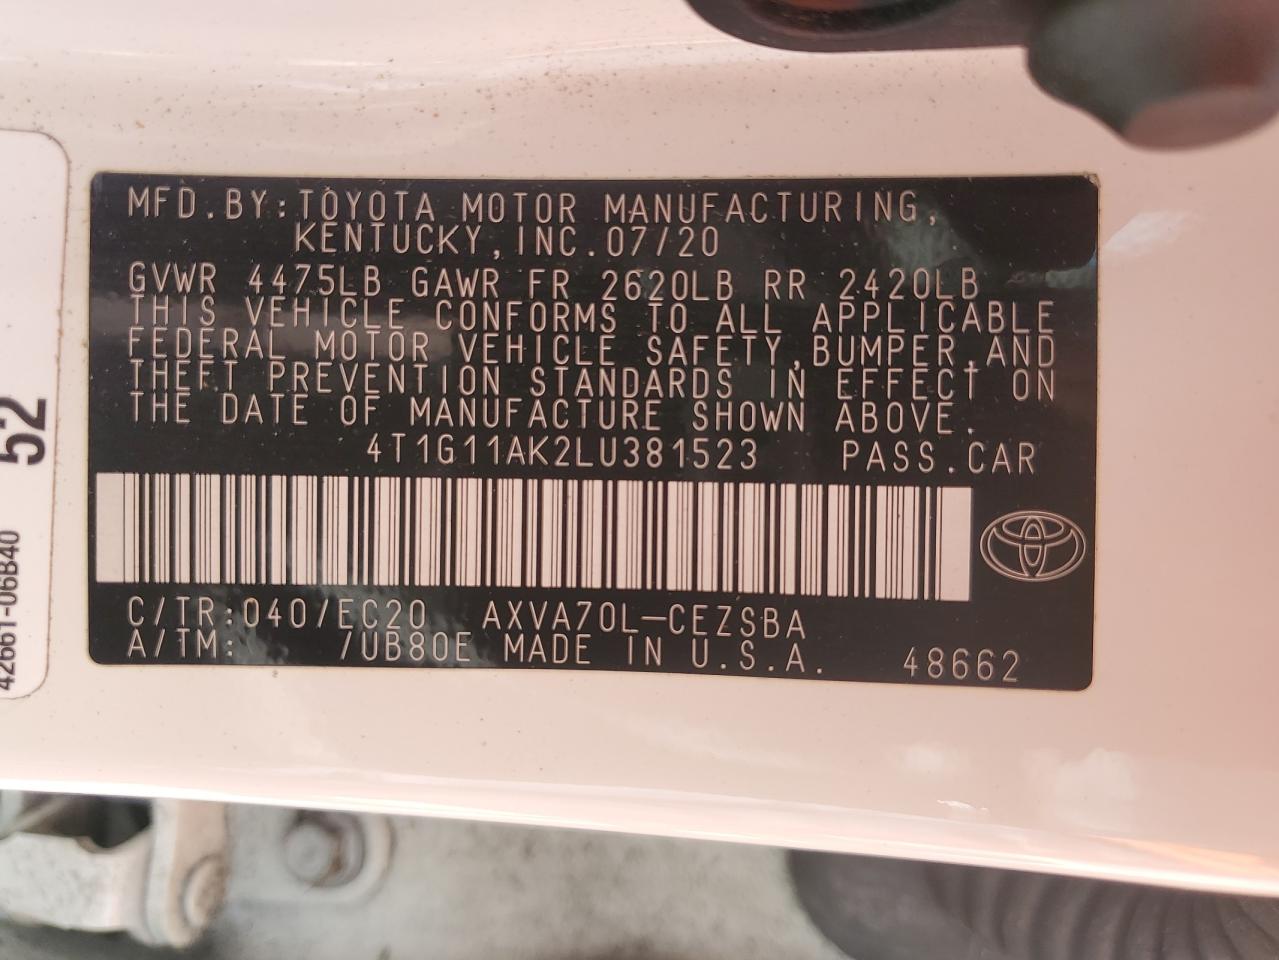 MFD.BY:TOYOTA MOTOR MANUFACTURING,
KENTUCKY,INC.07/20
GVWR 4475LB GAWR FR 2620LB RR 2420LB
THIS VEHICLE CONFORMS TO ALL APPLICABLE
FEDERAL MOTOR VEHICLE SAFETY,BUMPER,AND
THEFT PREVENTION STANDARDS IN EFFECT ON
THE DATE OF MANUFACTURE SHOWN ABOVE.
4T1G11AK2LU381523 PASS.CAR
C/TR:040/EC20 AXVA70L-CEZSBA
A/TM: /UB80E MADE IN U.S.A. 48662
52
42661-06B40